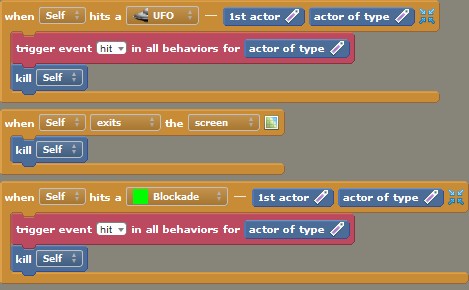 when Self hits a UFO — 1st actor actor of type
trigger event hit in all behaviors for actor of type
kill Self
when Self exits the screen
kill Self
when Self hits a Blockade — 1st actor actor of type
trigger event hit in all behaviors for actor of type
kill Self